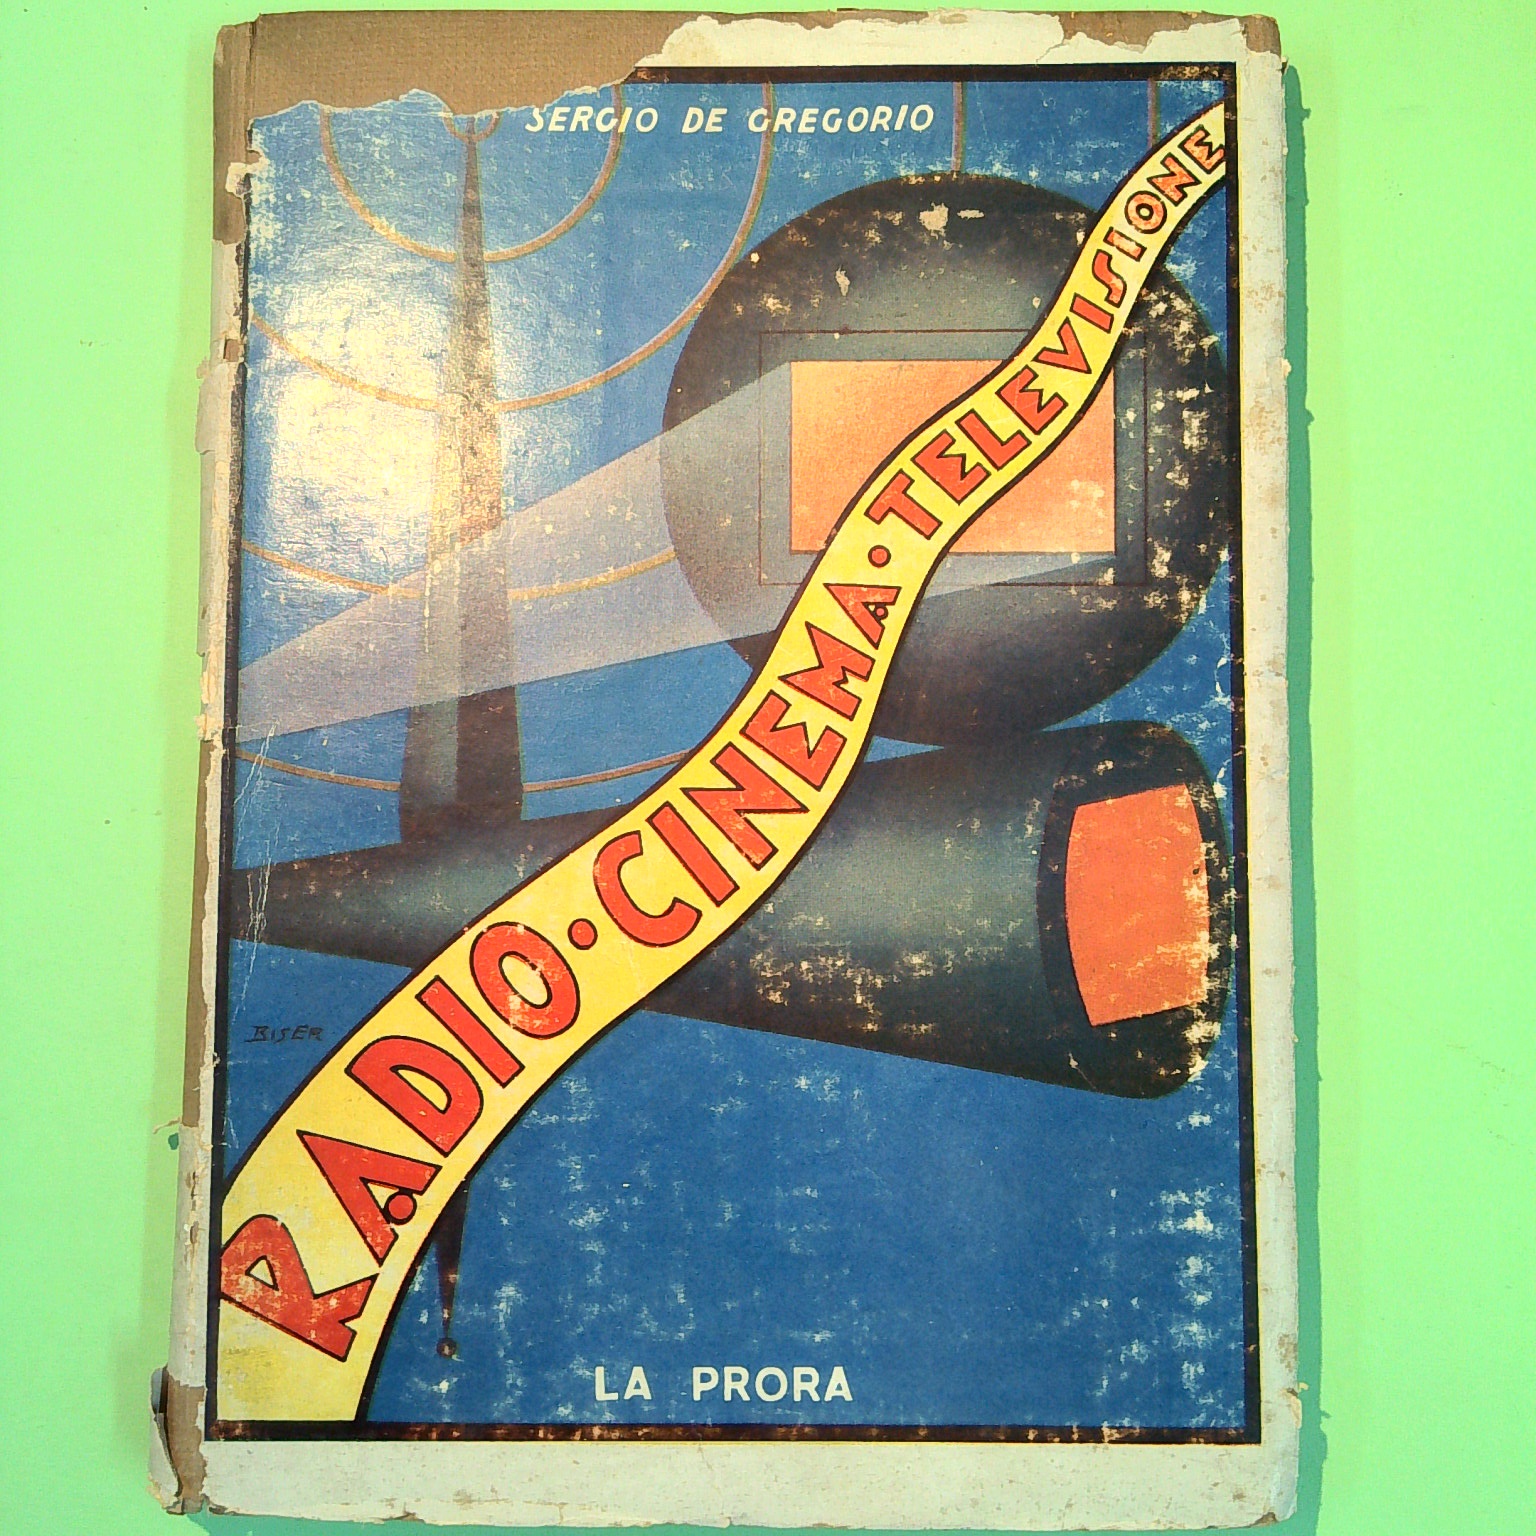 SERGIO DE GREGORIO
RADIO•CINEMA•TELEVISIONE
BISER
LA PRORA